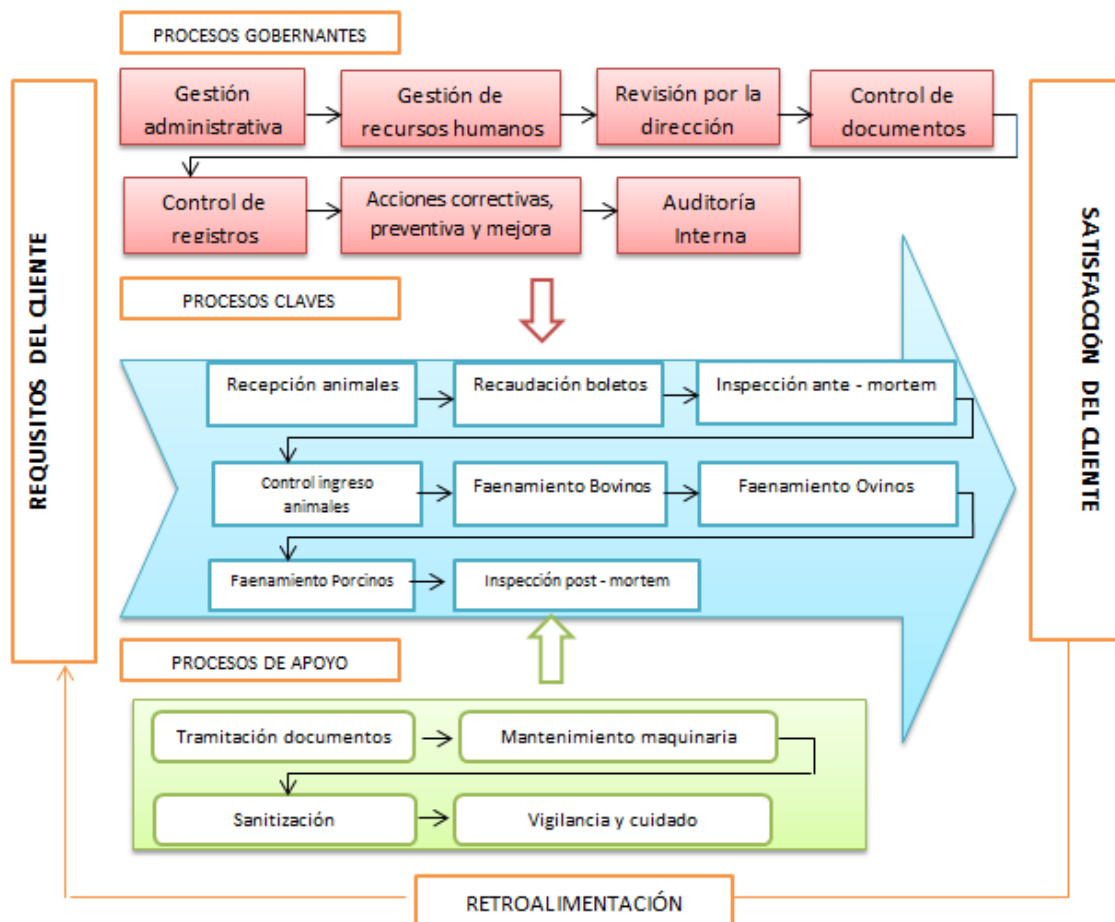 PROCESOS GOBERNANTES
Gestión
administrativa
Gestión de
recursos humanos
Revisión por la
dirección
Control de
documentos
Control de
registros
Acciones correctivas,
preventiva y mejora
Auditoría
Interna
REQUISITOS DEL CLIENTE
SATISFACCIÓN DEL CLIENTE
PROCESOS CLAVES
Recepción animales
Recaudación boletos
Inspección ante - mortem
Control ingreso
animales
Faenamiento Bovinos
Faenamiento Ovinos
Faenamiento Porcinos
Inspección post - mortem
PROCESOS DE APOYO
Tramitación documentos
Mantenimiento maquinaria
Sanitización
Vigilancia y cuidado
RETROALIMENTACIÓN